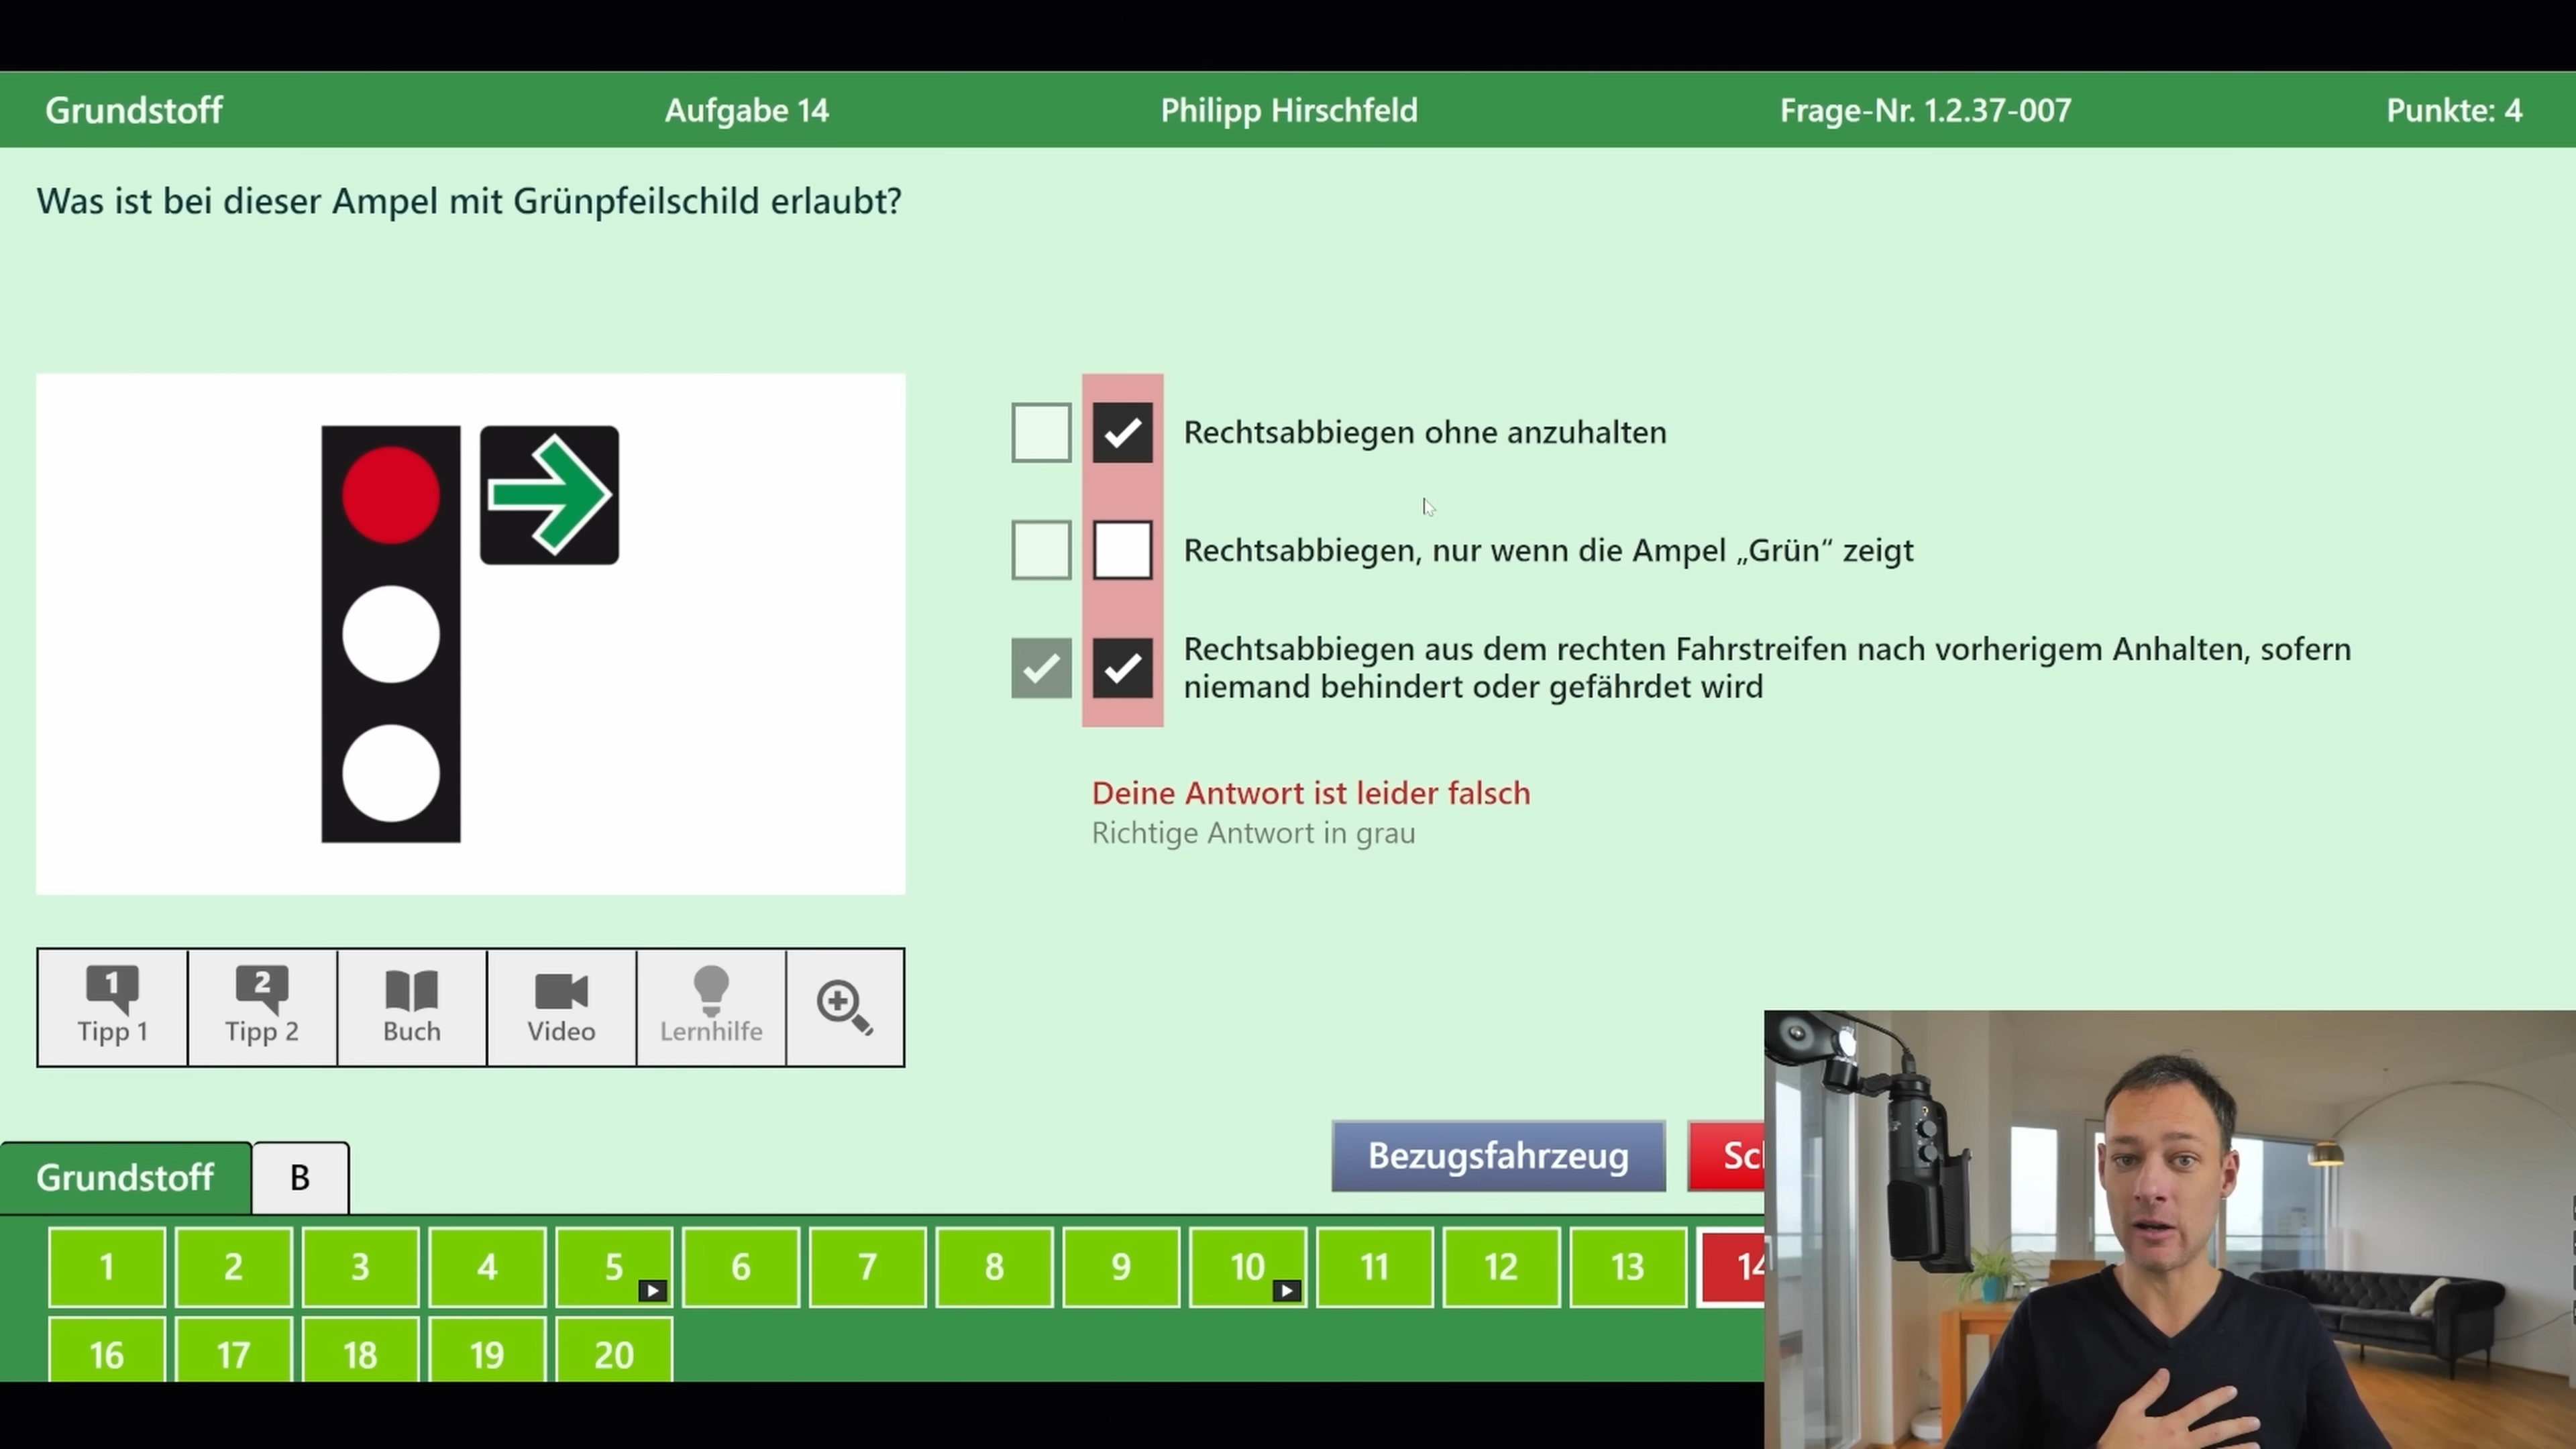 Grundstoff
Aufgabe 14
Philipp Hirschfeld
Frage-Nr. 1.2.37-007
Punkte: 4
Was ist bei dieser Ampel mit Grünpfeilschild erlaubt?
Rechtsabbiegen ohne anzuhalten
Rechtsabbiegen, nur wenn die Ampel „Grün“ zeigt
Rechtsabbiegen aus dem rechten Fahrstreifen nach vorherigem Anhalten, sofern
niemand behindert oder gefährdet wird
Deine Antwort ist leider falsch
Richtige Antwort in grau
1
Tipp 1
2
Tipp 2
Buch
Video
Lernhilfe
Bezugsfahrzeug
Grundstoff
B
1
2
3
4
5
6
7
8
9
10
11
12
13
14
16
17
18
19
20